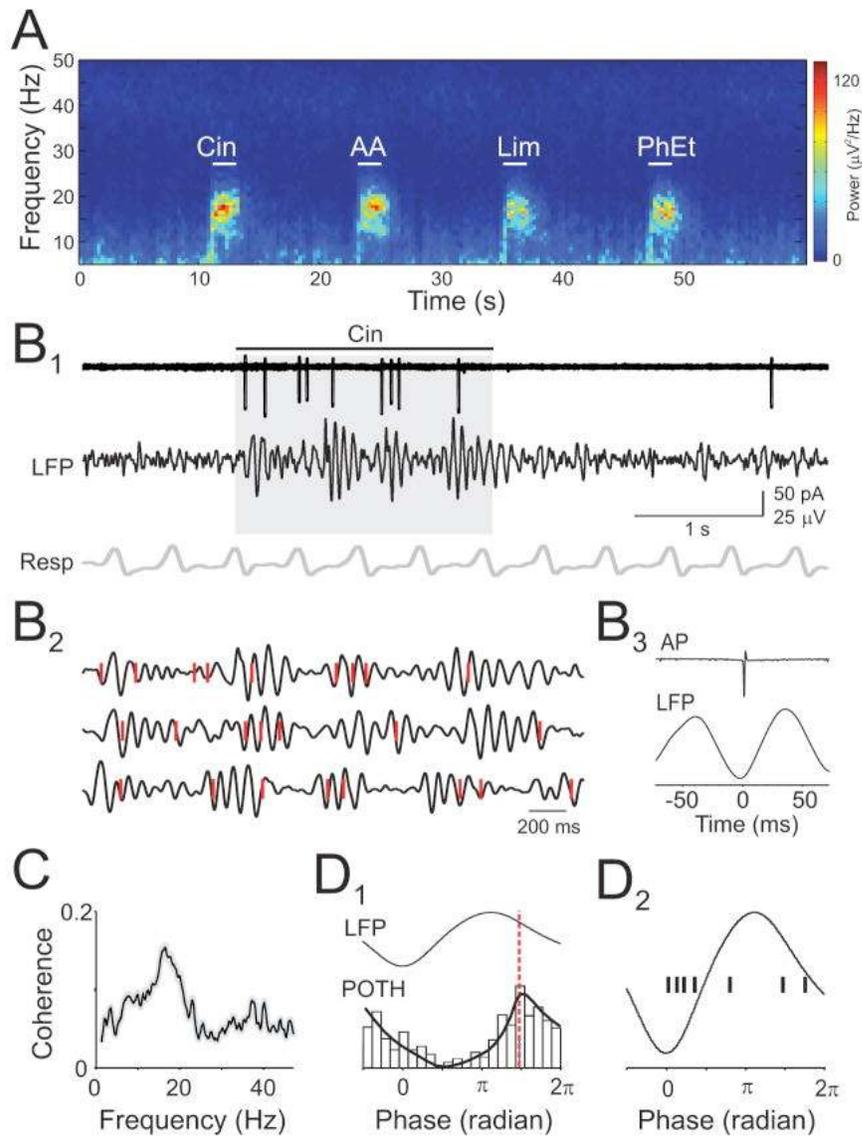 A
Frequency (Hz)
50
40
30
20
10
Cin
AA
Lim
PhEt
120
0
Power (μV²/Hz)
0
10
20
30
40
50
Time (s)
B1
Cin
LFP
50 pA
25 μV
1 s
Resp
B2
200 ms
B3
AP
LFP
-50
0
50
Time (ms)
C
Coherence
0.2
0
0
20
40
Frequency (Hz)
D1
LFP
POTH
0
π
2π
Phase (radian)
D2
0
π
2π
Phase (radian)